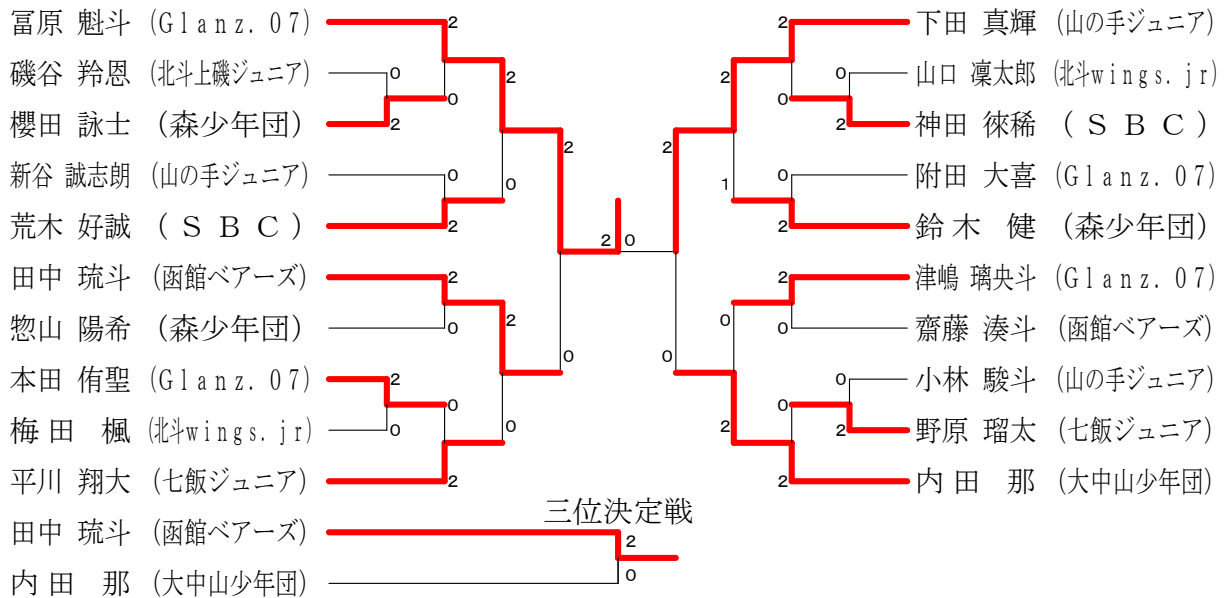 冨原 魁斗 (Glanz.07) 2 2 下田 真輝 (山の手ジュニア)
磯谷 羚恩 (北斗上磯ジュニア) 0 2 2 0 山口 凜太郎 (北斗wings.jr)
0 0
櫻田 詠士 (森少年団) 2 2 神田 徠稀 (SBC)
2 2
新谷 誠志朗 (山の手ジュニア) 0 0 1 0 附田 大喜 (Glanz.07)
荒木 好誠 (SBC) 2 2 鈴木 健 (森少年団)
2 0
田中 琉斗 (函館ベアーズ) 2 2 津嶋 璃央斗 (Glanz.07)
惣山 陽希 (森少年団) 0 2 0 0 齋藤 湊斗 (函館ベアーズ)
0 0
本田 侑聖 (Glanz.07) 2 0 小林 駿斗 (山の手ジュニア)
0 0
梅田 楓 (北斗wings.jr) 0 0 2 2 野原 瑠太 (七飯ジュニア)
平川 翔大 (七飯ジュニア) 2 2 内田 那 (大中山少年団)
三位決定戦
田中 琉斗 (函館ベアーズ) 2
内田 那 (大中山少年団) 0